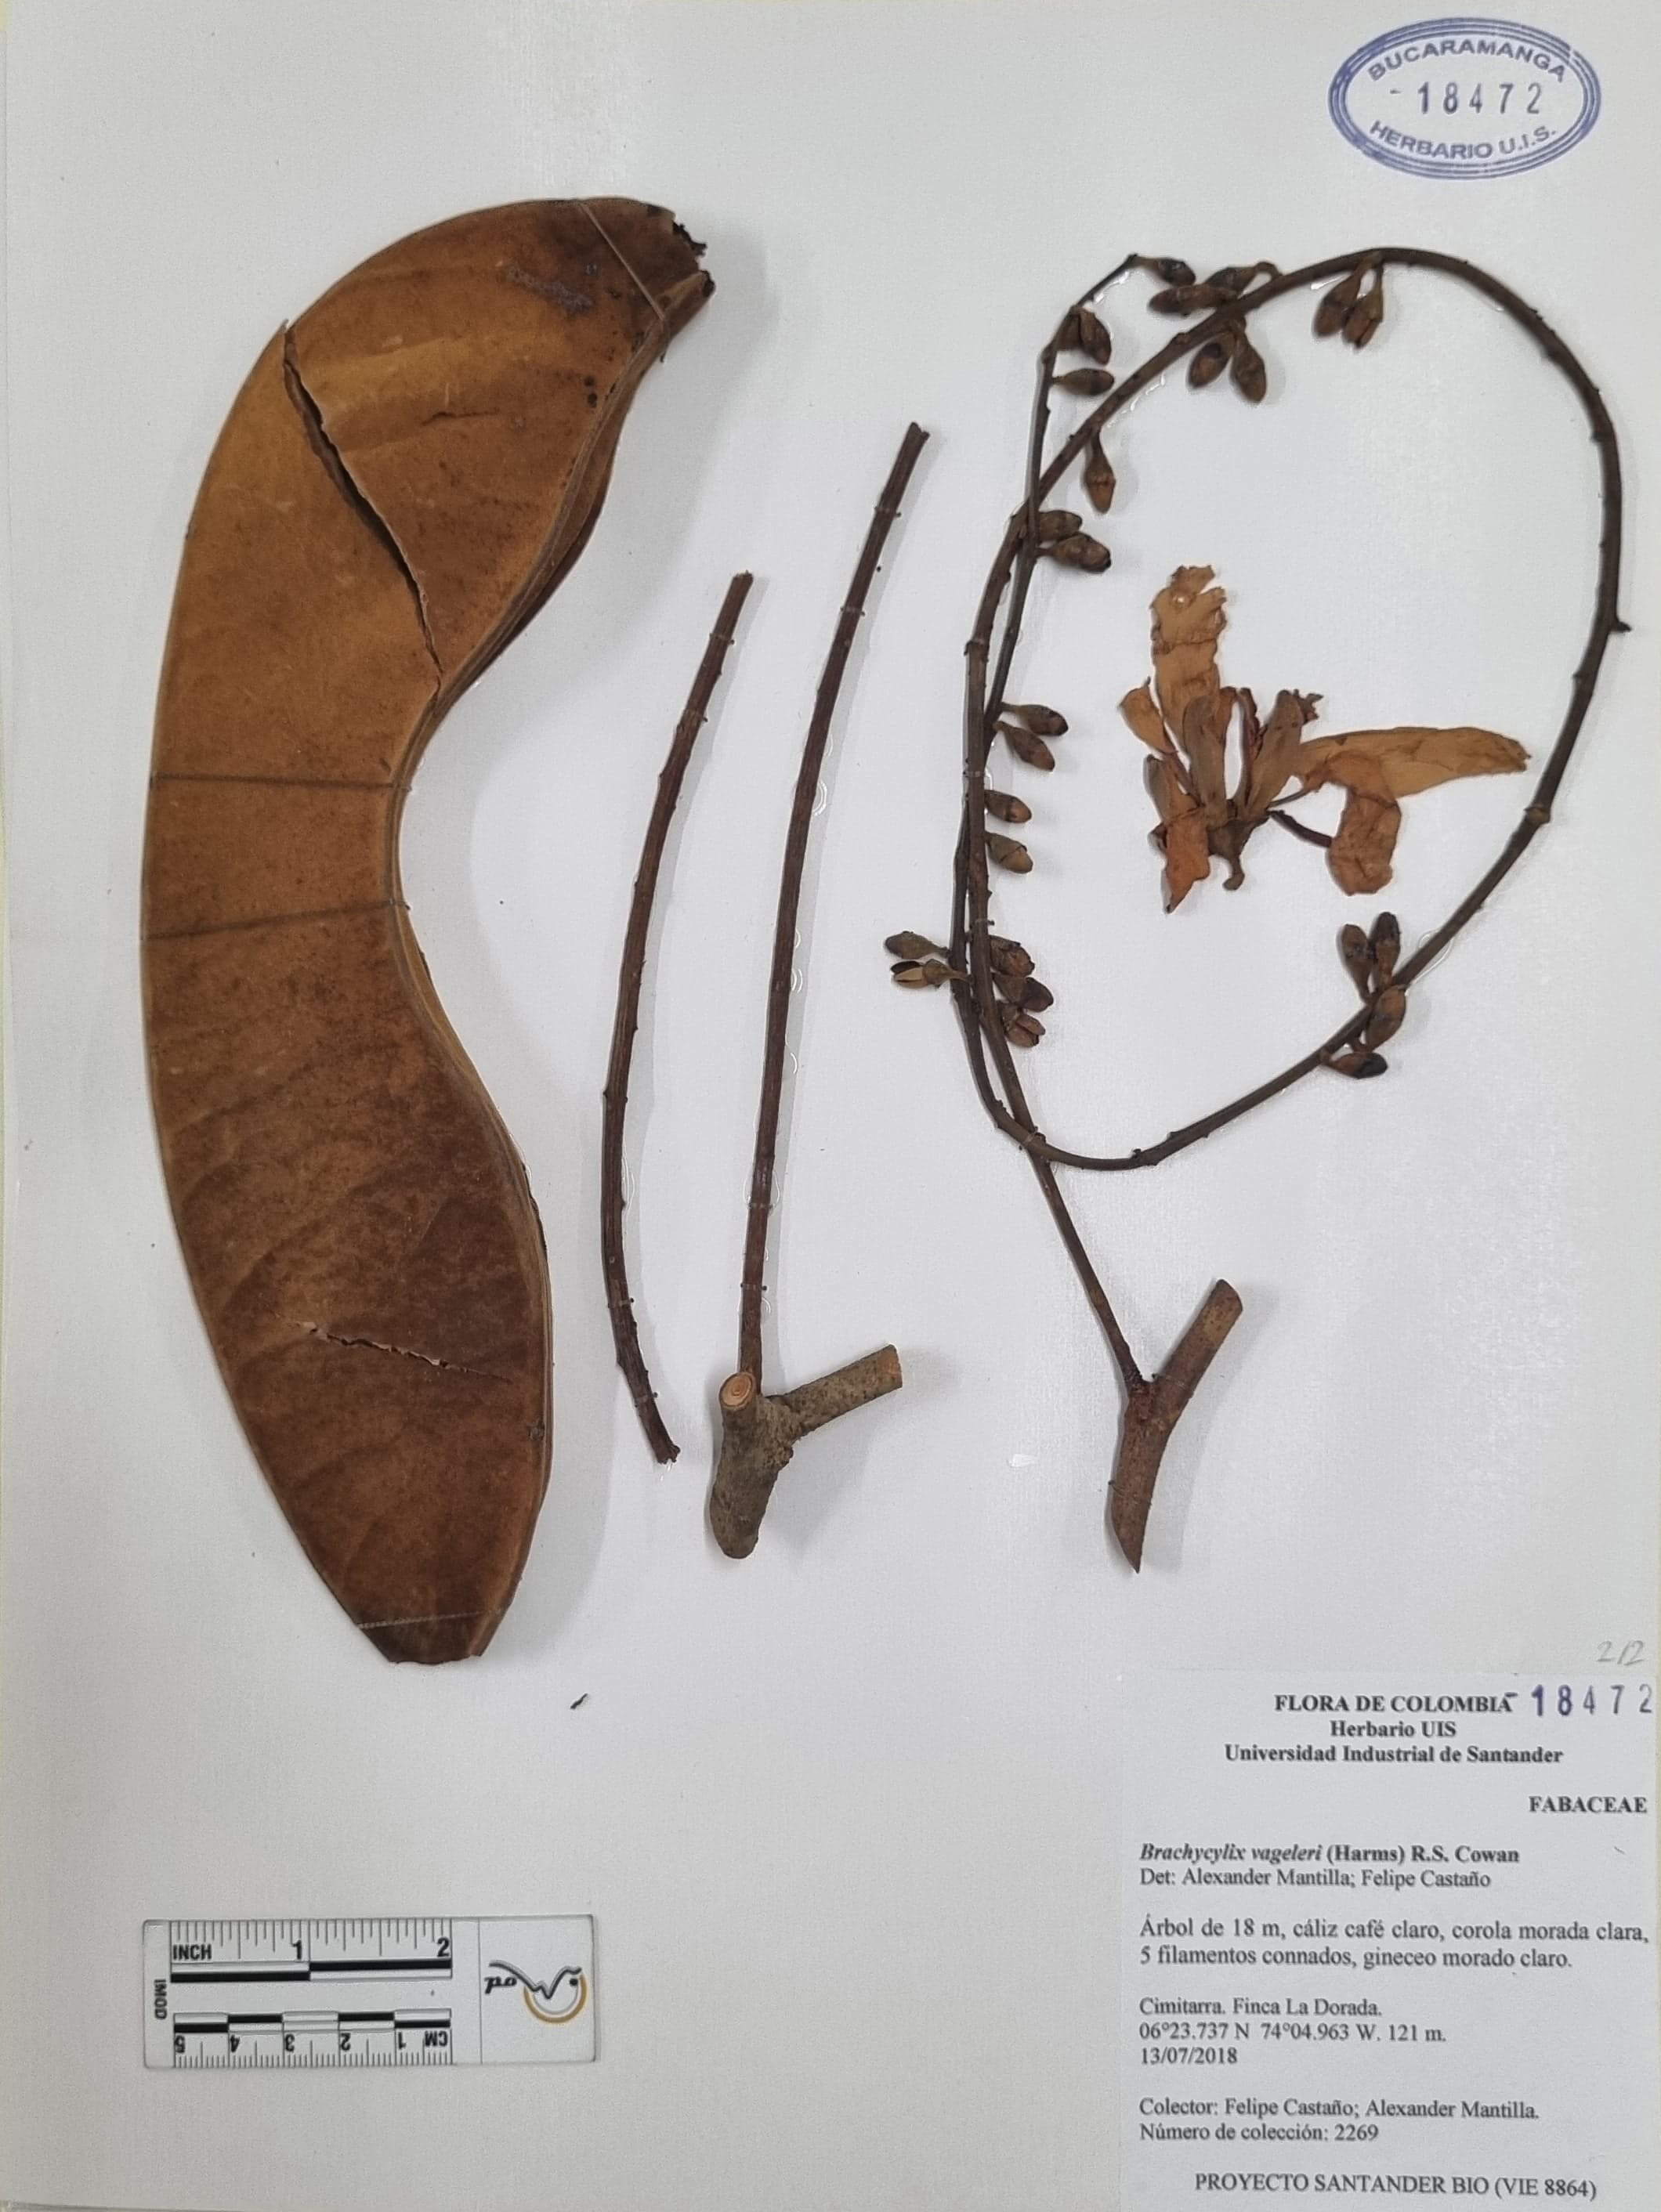 BUCARAMANGA
-18472
HERBARIO U.I.S.
2/2
FLORA DE COLOMBIA -18472
Herbario UIS
Universidad Industrial de Santander
FABACEAE
Brachycylix vageleri (Harms) R.S. Cowan
Det: Alexander Mantilla; Felipe Castaño
Árbol de 18 m, cáliz café claro, corola morada clara,
5 filamentos connados, gineceo morado claro.
Cimitarra. Finca La Dorada.
06°23.737 N 74°04.963 W. 121 m.
13/07/2018
Colector: Felipe Castaño; Alexander Mantilla.
Número de colección: 2269
PROYECTO SANTANDER BIO (VIE 8864)
INCH 1 2
5 4 3 2 1 CM